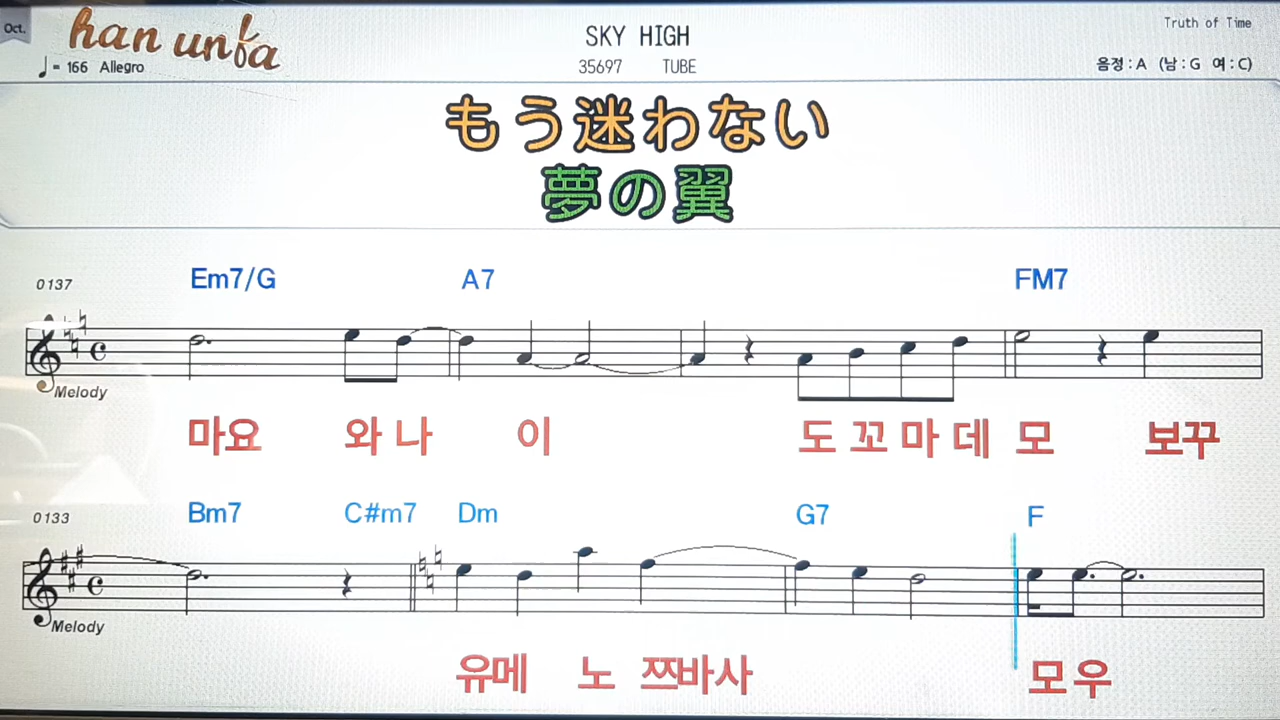 Oct.
han unba
SKY HIGH
Truth of Time
♩= 166 Allegro
35697 TUBE
음정:A (남:G 여:C)
もう迷わない
夢の翼
0137
Em7/G A7 FM7
Melody
마요 와 나 이 도 꼬 마 데 모 보꾸
0133
Bm7 C#m7 Dm G7 F
Melody
유메 노 쯔바사 모 우